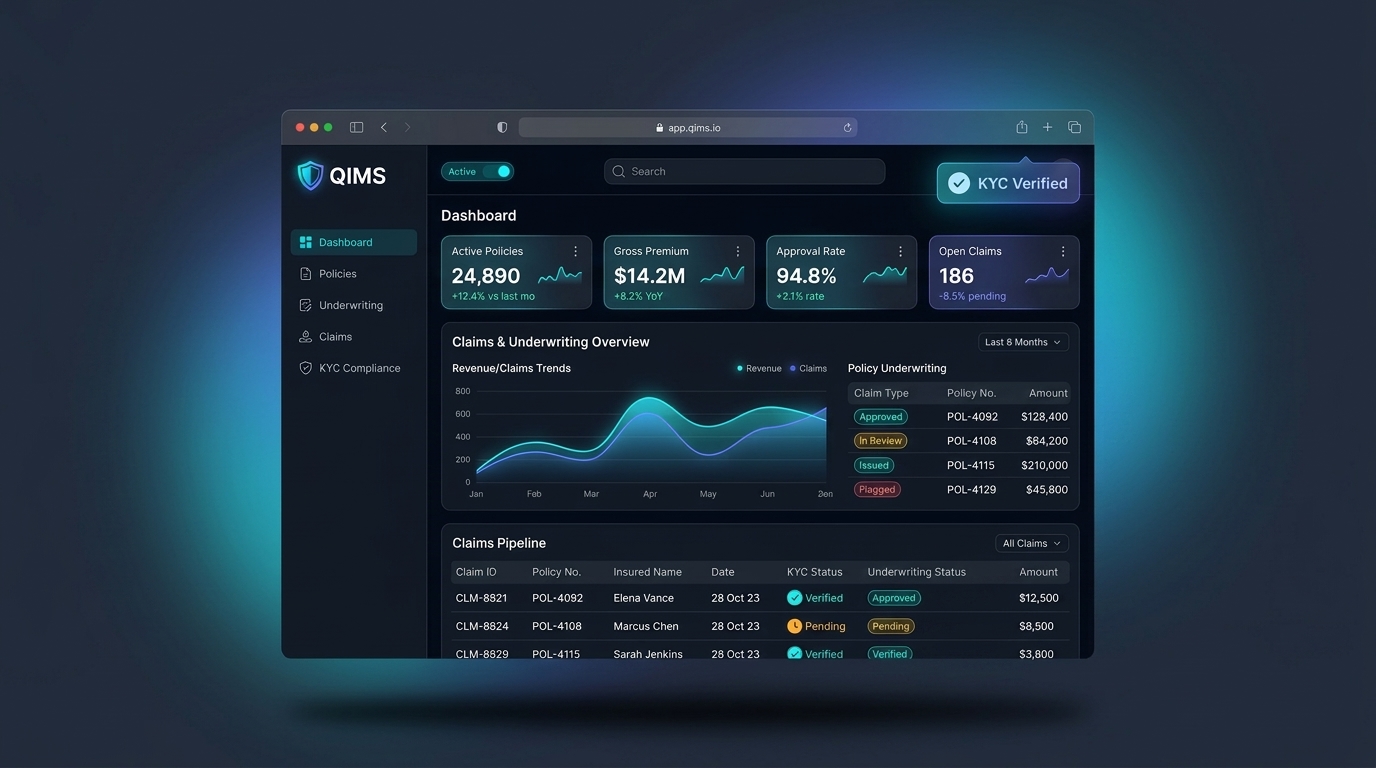 app.qims.io
QIMS
Active
Search
KYC Verified
Dashboard
Policies
Underwriting
Claims
KYC Compliance
Dashboard
Active Poiicles
24,890
+12.4% vs last mo
Gross Premium
$14.2M
+8.2% YoY
Approval Rate
94.8%
+2.1% rate
Open Claims
186
-8.5% pending
Claims & Underwriting Overview
Last 8 Months
Revenue/Claims Trends
Revenue
Claims
800
600
400
200
0
Jan
Feb
Mar
Apr
May
Jun
Policy Underwriting
Claim Type Policy No. Amount
Approved POL-4092 $128,400
In Review POL-4108 $64,200
Issued POL-4115 $210,000
Plagged POL-4129 $45,800
Claims Pipeline
All Claims
Claim ID Policy No. Insured Name Date KYC Status Underwriting Status Amount
CLM-8821 POL-4092 Elena Vance 28 Oct 23 Verified Approved $12,500
CLM-8824 POL-4108 Marcus Chen 28 Oct 23 Pending Pending $8,500
CLM-8829 POL-4115 Sarah Jenkins 28 Oct 23 Verified Verified $3,800